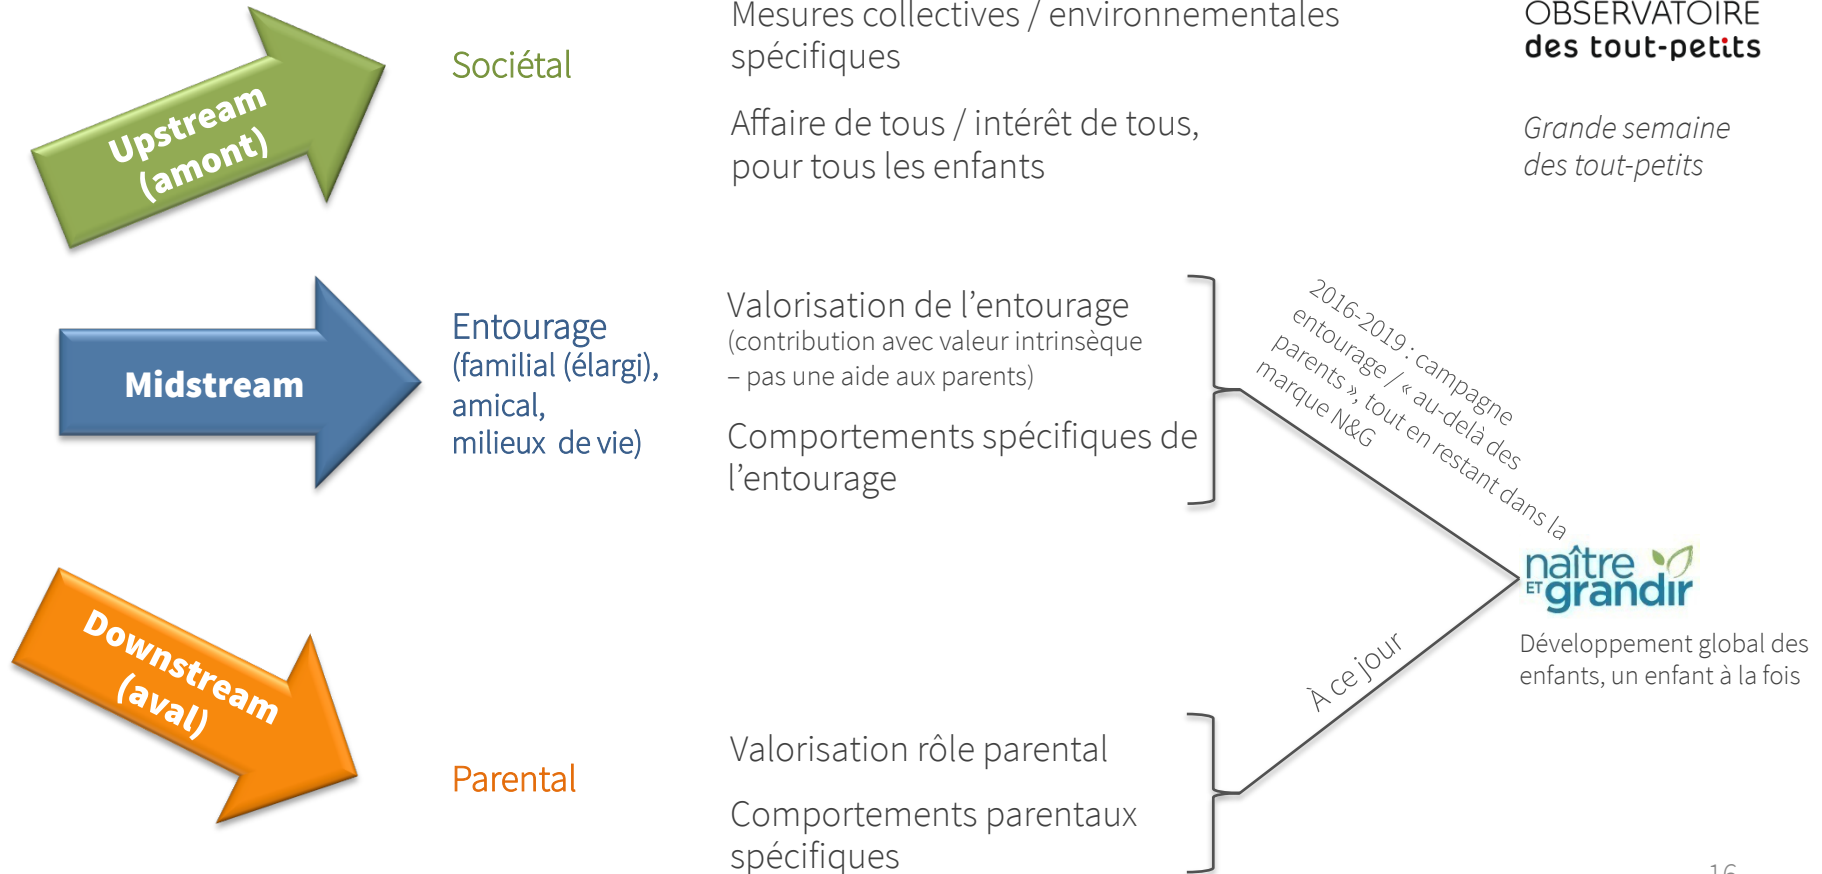 Upstream
(amont)
Sociétal
Mesures collectives / environnementales
spécifiques
Affaire de tous / intérêt de tous,
pour tous les enfants
OBSERVATOIRE
des tout-petits
Grande semaine
des tout-petits
Midstream
Entourage
(familial (élargi),
amical,
milieux de vie)
Valorisation de l’entourage
(contribution avec valeur intrinsèque
– pas une aide aux parents)
Comportements spécifiques de
l’entourage
2016-2019 : campagne
entourage / « au-delà des
parents », tout en restant dans la
marque N&G
naître
ET grandir
Développement global des
enfants, un enfant à la fois
À ce jour
Downstream
(aval)
Parental
Valorisation rôle parental
Comportements parentaux
spécifiques
16